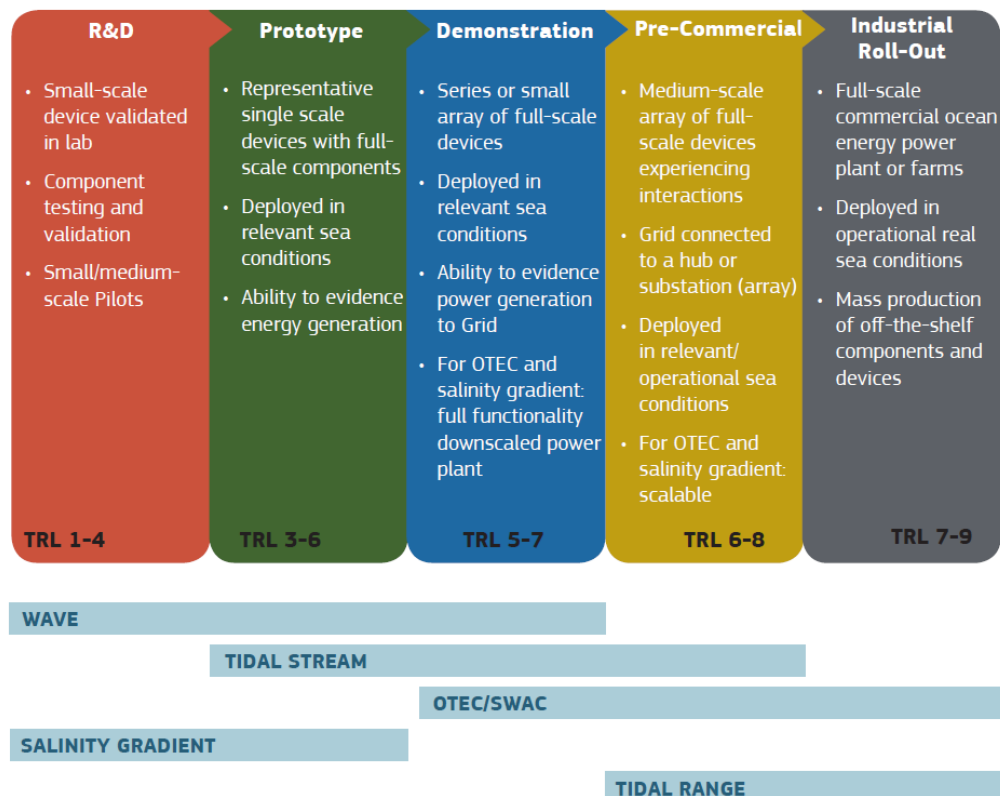 R&D
• Small-scale
device validated
in lab
• Component
testing and
validation
• Small/medium-
scale Pilots
TRL 1-4
Prototype
• Representative
single scale
devices with full-
scale components
• Deployed in
relevant sea
conditions
• Ability to evidence
energy generation
TRL 3-6
Demonstration
• Series or small
array of full-scale
devices
• Deployed in
relevant sea
conditions
• Ability to evidence
power generation
to Grid
• For OTEC and
salinity gradient:
full functionality
downscaled power
plant
TRL 5-7
Pre-Commercial
• Medium-scale
array of full-
scale devices
experiencing
interactions
• Grid connected
to a hub or
substation (array)
• Deployed
in relevant/
operational sea
conditions
• For OTEC and
salinity gradient:
scalable
TRL 6-8
Industrial
Roll-Out
• Full-scale
commercial ocean
energy power
plant or farms
• Deployed in
operational real
sea conditions
• Mass production
of off-the-shelf
components and
devices
TRL 7-9
WAVE
TIDAL STREAM
OTEC/SWAC
SALINITY GRADIENT
TIDAL RANGE